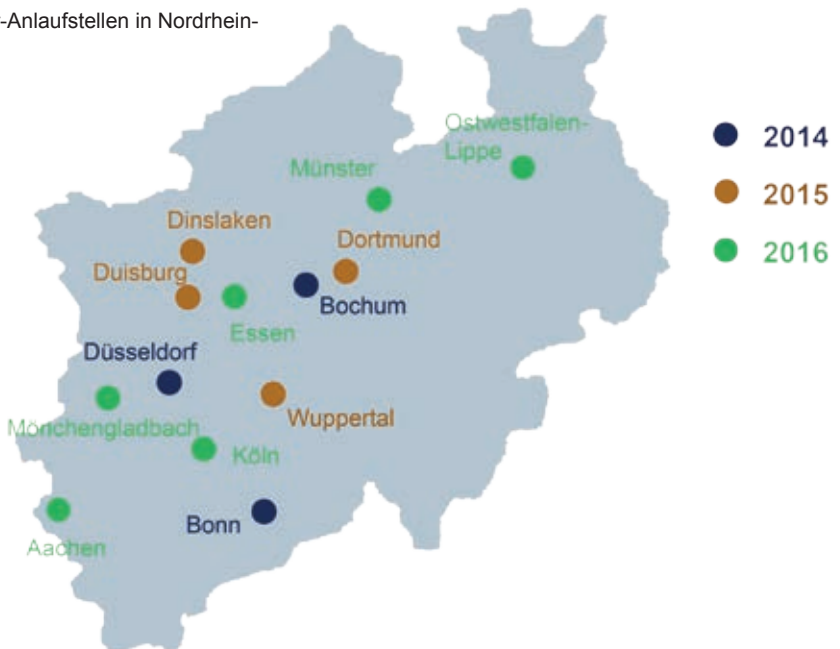 -Anlaufstellen in Nordrhein-
Ostwestfalen-
Lippe
2014
Münster
2015
Dinslaken
Dortmund
2016
Duisburg
Bochum
Essen
Düsseldorf
Wuppertal
Mönchengladbach
Köln
Bonn
Aachen